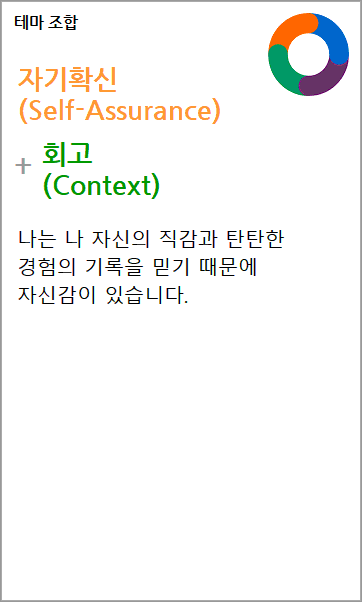 테마 조합
자기확신
(Self-Assurance)
+ 회고
(Context)
나는 나 자신의 직감과 탄탄한
경험의 기록을 믿기 때문에
자신감이 있습니다.